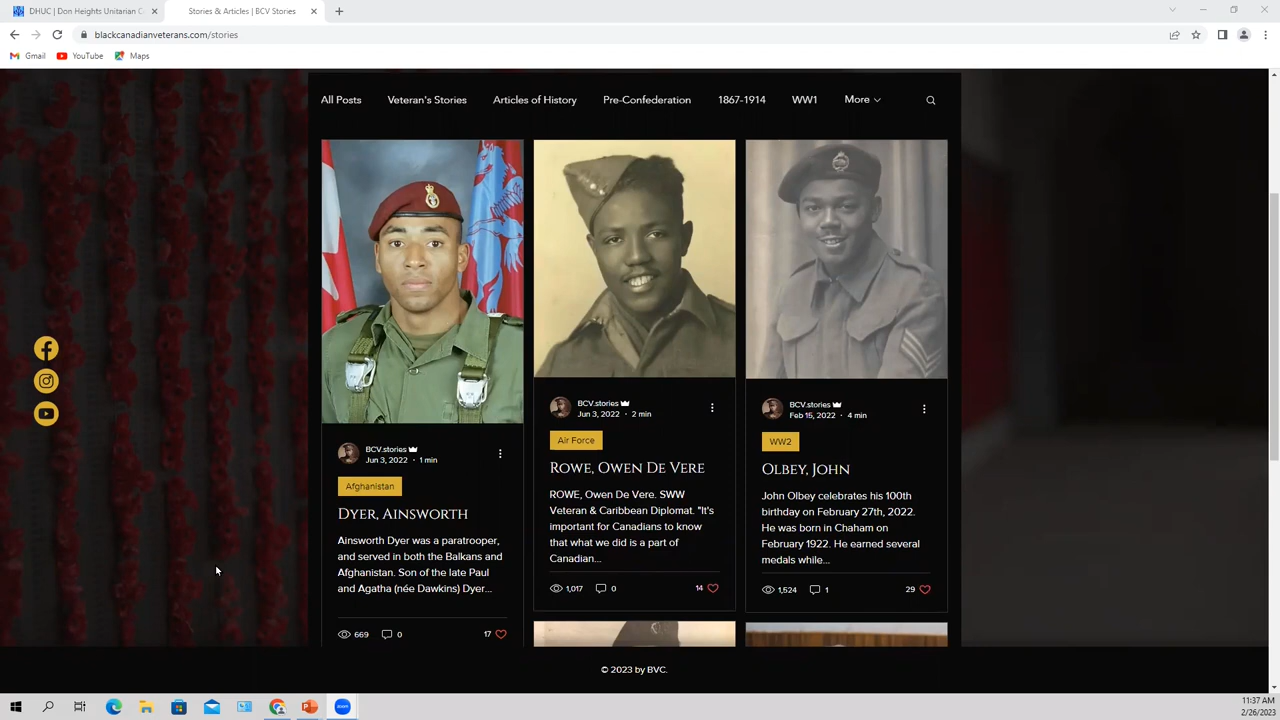 DHUC | Don Heights Unitarian C
Stories & Articles | BCV Stories
blackcanadianveterans.com/stories
Gmail
YouTube
Maps
All Posts
Veteran's Stories
Articles of History
Pre-Confederation
1867-1914
WW1
More
BCV.stories
Jun 3, 2022 · 1 min
Afghanistan
DYER, AINSWORTH
Ainsworth Dyer was a paratrooper,
and served in both the Balkans and
Afghanistan. Son of the late Paul
and Agatha (née Dawkins) Dyer...
669
0
17
BCV.stories
Jun 3, 2022 · 2 min
Air Force
ROWE, OWEN DE VERE
ROWE, Owen De Vere. SWW
Veteran & Caribbean Diplomat. "It's
important for Canadians to know
that what we did is a part of
Canadian...
1,017
0
14
BCV.stories
Feb 15, 2022 · 4 min
WW2
OLBEY, JOHN
John Olbey celebrates his 100th
birthday on February 27th, 2022.
He was born in Chaham on
February 1922. He earned several
medals while...
1,524
1
29
© 2023 by BVC.
zoom
11:37 AM
2/26/2023